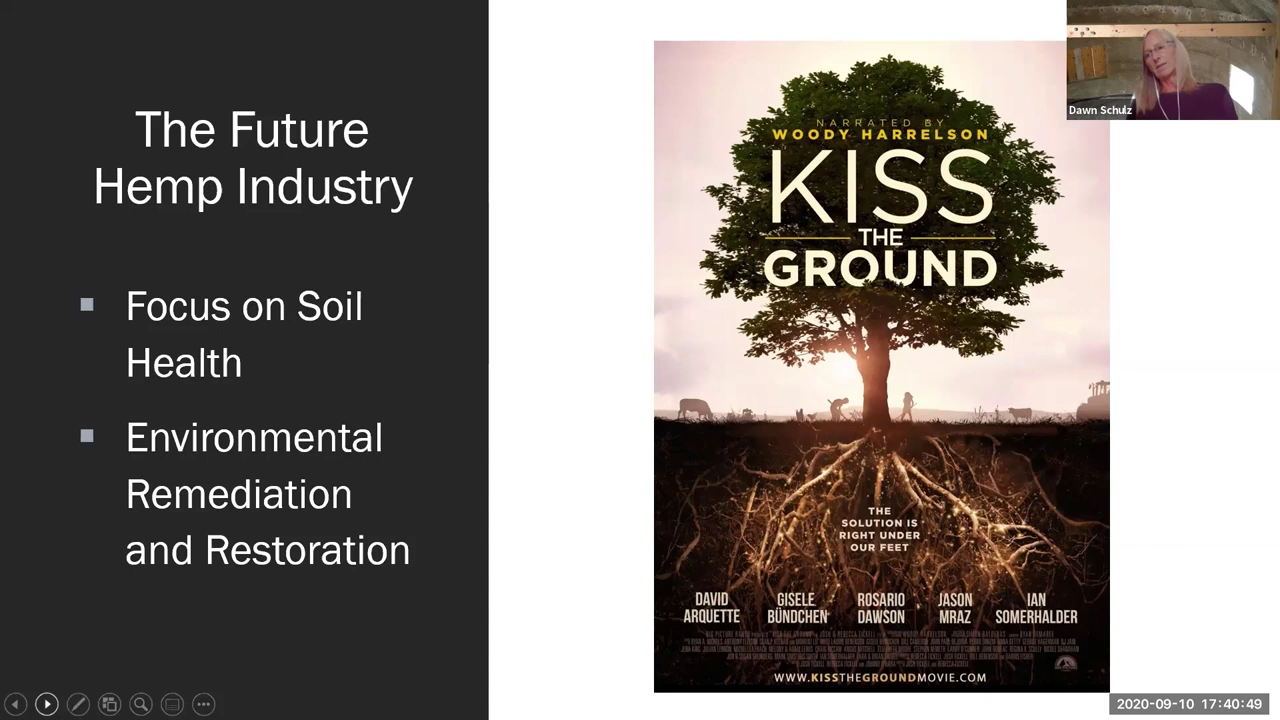 The Future
Hemp Industry
Focus on Soil
Health
Environmental
Remediation
and Restoration
NARRATED BY
WOODY HARRELSON
KISS
THE
GROUND
THE
SOLUTION IS
RIGHT UNDER
OUR FEET
DAVID
ARQUETTE
GISELE
BÜNDCHEN
ROSARIO
DAWSON
JASON
MRAZ
IAN
SOMERHALDER
WWW.KISSTHEGROUNDMOVIE.COM
Dawn Schulz
2020-09-10 17:40:49